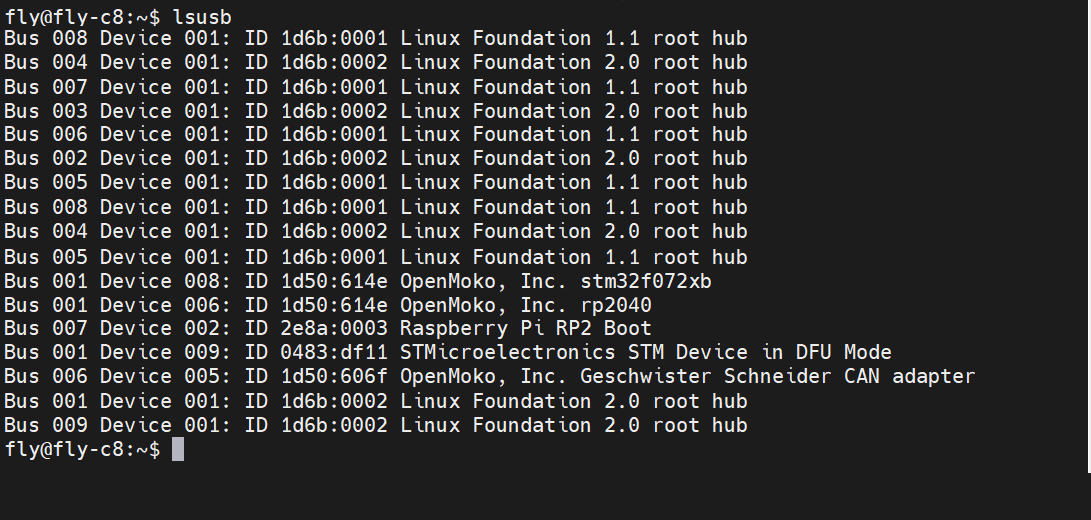 fly@fly-c8:~$ lsusb
Bus 008 Device 001: ID 1d6b:0001 Linux Foundation 1.1 root hub
Bus 004 Device 001: ID 1d6b:0002 Linux Foundation 2.0 root hub
Bus 007 Device 001: ID 1d6b:0001 Linux Foundation 1.1 root hub
Bus 003 Device 001: ID 1d6b:0002 Linux Foundation 2.0 root hub
Bus 006 Device 001: ID 1d6b:0001 Linux Foundation 1.1 root hub
Bus 002 Device 001: ID 1d6b:0002 Linux Foundation 2.0 root hub
Bus 005 Device 001: ID 1d6b:0001 Linux Foundation 1.1 root hub
Bus 008 Device 001: ID 1d6b:0001 Linux Foundation 1.1 root hub
Bus 004 Device 001: ID 1d6b:0002 Linux Foundation 2.0 root hub
Bus 005 Device 001: ID 1d6b:0001 Linux Foundation 1.1 root hub
Bus 001 Device 008: ID 1d50:614e OpenMoko, Inc. stm32f072xb
Bus 001 Device 006: ID 1d50:614e OpenMoko, Inc. rp2040
Bus 007 Device 002: ID 2e8a:0003 Raspberry Pi RP2 Boot
Bus 001 Device 009: ID 0483:df11 STMicroelectronics STM Device in DFU Mode
Bus 006 Device 005: ID 1d50:606f OpenMoko, Inc. Geschwister Schneider CAN adapter
Bus 001 Device 001: ID 1d6b:0002 Linux Foundation 2.0 root hub
Bus 009 Device 001: ID 1d6b:0002 Linux Foundation 2.0 root hub
fly@fly-c8:~$